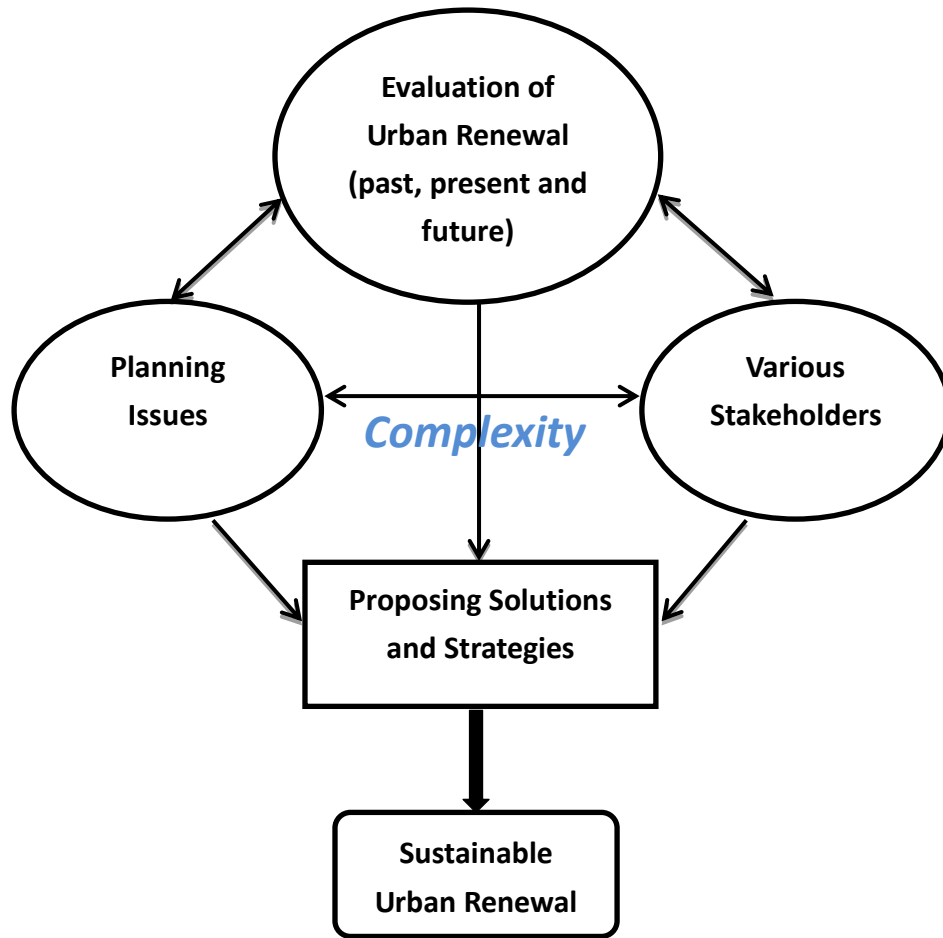 Evaluation of
Urban Renewal
(past, present and
future)
Planning
Issues
Various
Stakeholders
Complexity
Proposing Solutions
and Strategies
Sustainable
Urban Renewal